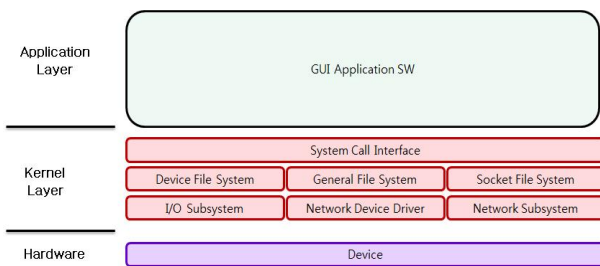 Application
Layer
GUI Application SW
Kernel
Layer
System Call Interface
Device File System
General File System
Socket File System
I/O Subsystem
Network Device Driver
Network Subsystem
Hardware
Device